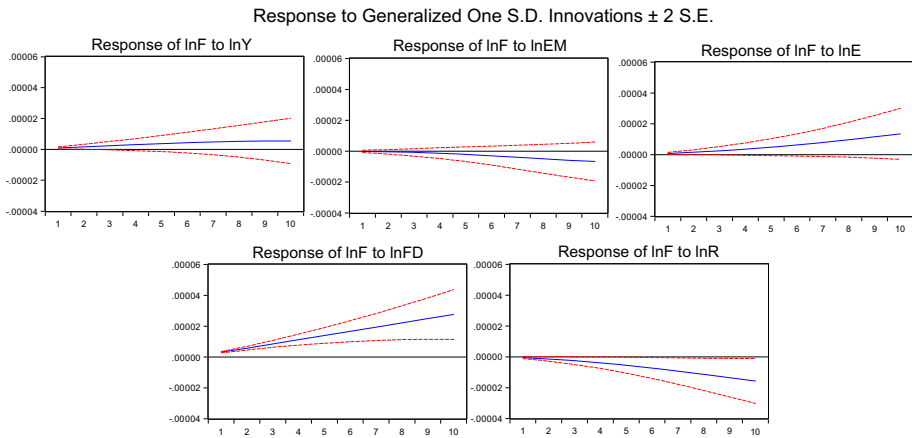 Response to Generalized One S.D. Innovations ± 2 S.E.
Response of lnF to lnY
.00006
.00004
.00002
.00000
-.00002
-.00004
1 2 3 4 5 6 7 8 9 10
Response of lnF to lnEM
.00006
.00004
.00002
.00000
-.00002
-.00004
1 2 3 4 5 6 7 8 9 10
Response of lnF to lnE
.00006
.00004
.00002
.00000
-.00002
-.00004
1 2 3 4 5 6 7 8 9 10
Response of lnF to lnFD
.00006
.00004
.00002
.00000
-.00002
-.00004
1 2 3 4 5 6 7 8 9 10
Response of lnF to lnR
.00006
.00004
.00002
.00000
-.00002
-.00004
1 2 3 4 5 6 7 8 9 10